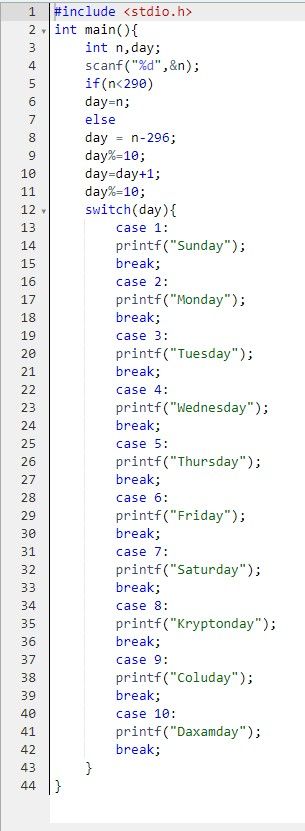 1 #include <stdio.h>
2 int main(){
3 int n,day;
4 scanf("%d",&n);
5 if(n<290)
6 day=n;
7 else
8 day = n-296;
9 day%=10;
10 day=day+1;
11 day%=10;
12 switch(day){
13 case 1:
14 printf("Sunday");
15 break;
16 case 2:
17 printf("Monday");
18 break;
19 case 3:
20 printf("Tuesday");
21 break;
22 case 4:
23 printf("Wednesday");
24 break;
25 case 5:
26 printf("Thursday");
27 break;
28 case 6:
29 printf("Friday");
30 break;
31 case 7:
32 printf("Saturday");
33 break;
34 case 8:
35 printf("Kryptonday");
36 break;
37 case 9:
38 printf("Coluday");
39 break;
40 case 10:
41 printf("Daxamday");
42 break;
43 }
44 }